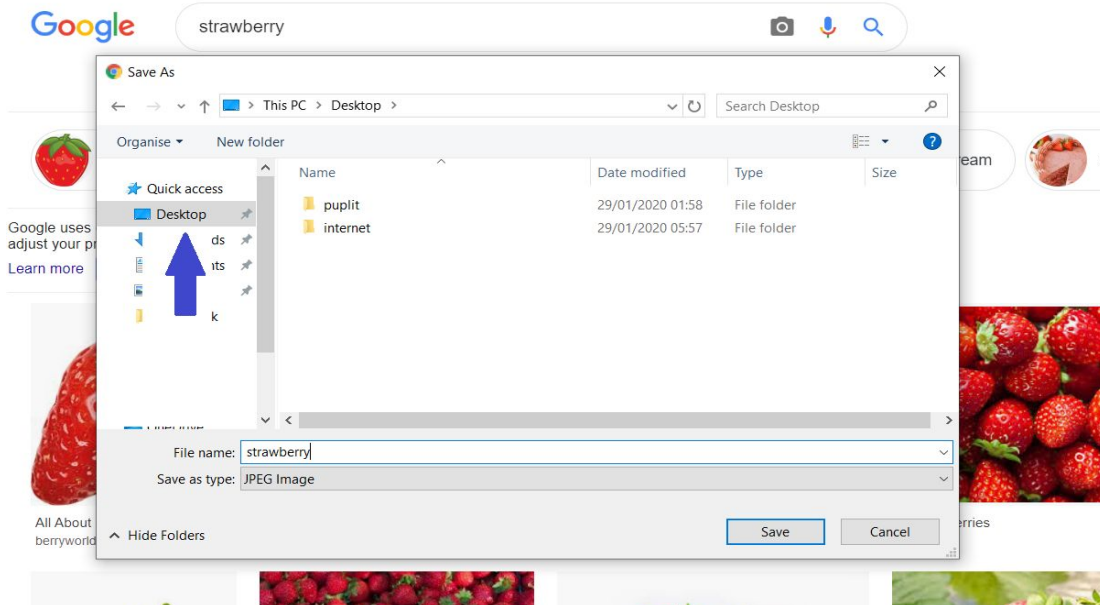 Google
strawberry
Save As
This PC > Desktop >
Search Desktop
Organise
New folder
?
eam
Name
Date modified
Type
Size
Quick access
Desktop
puplit
29/01/2020 01:58
File folder
internet
29/01/2020 05:57
File folder
ds
nts
k
Google uses
adjust your pr
Learn more
File name: strawberry
Save as type: JPEG Image
Hide Folders
Save
Cancel
All About
berryworld
erries